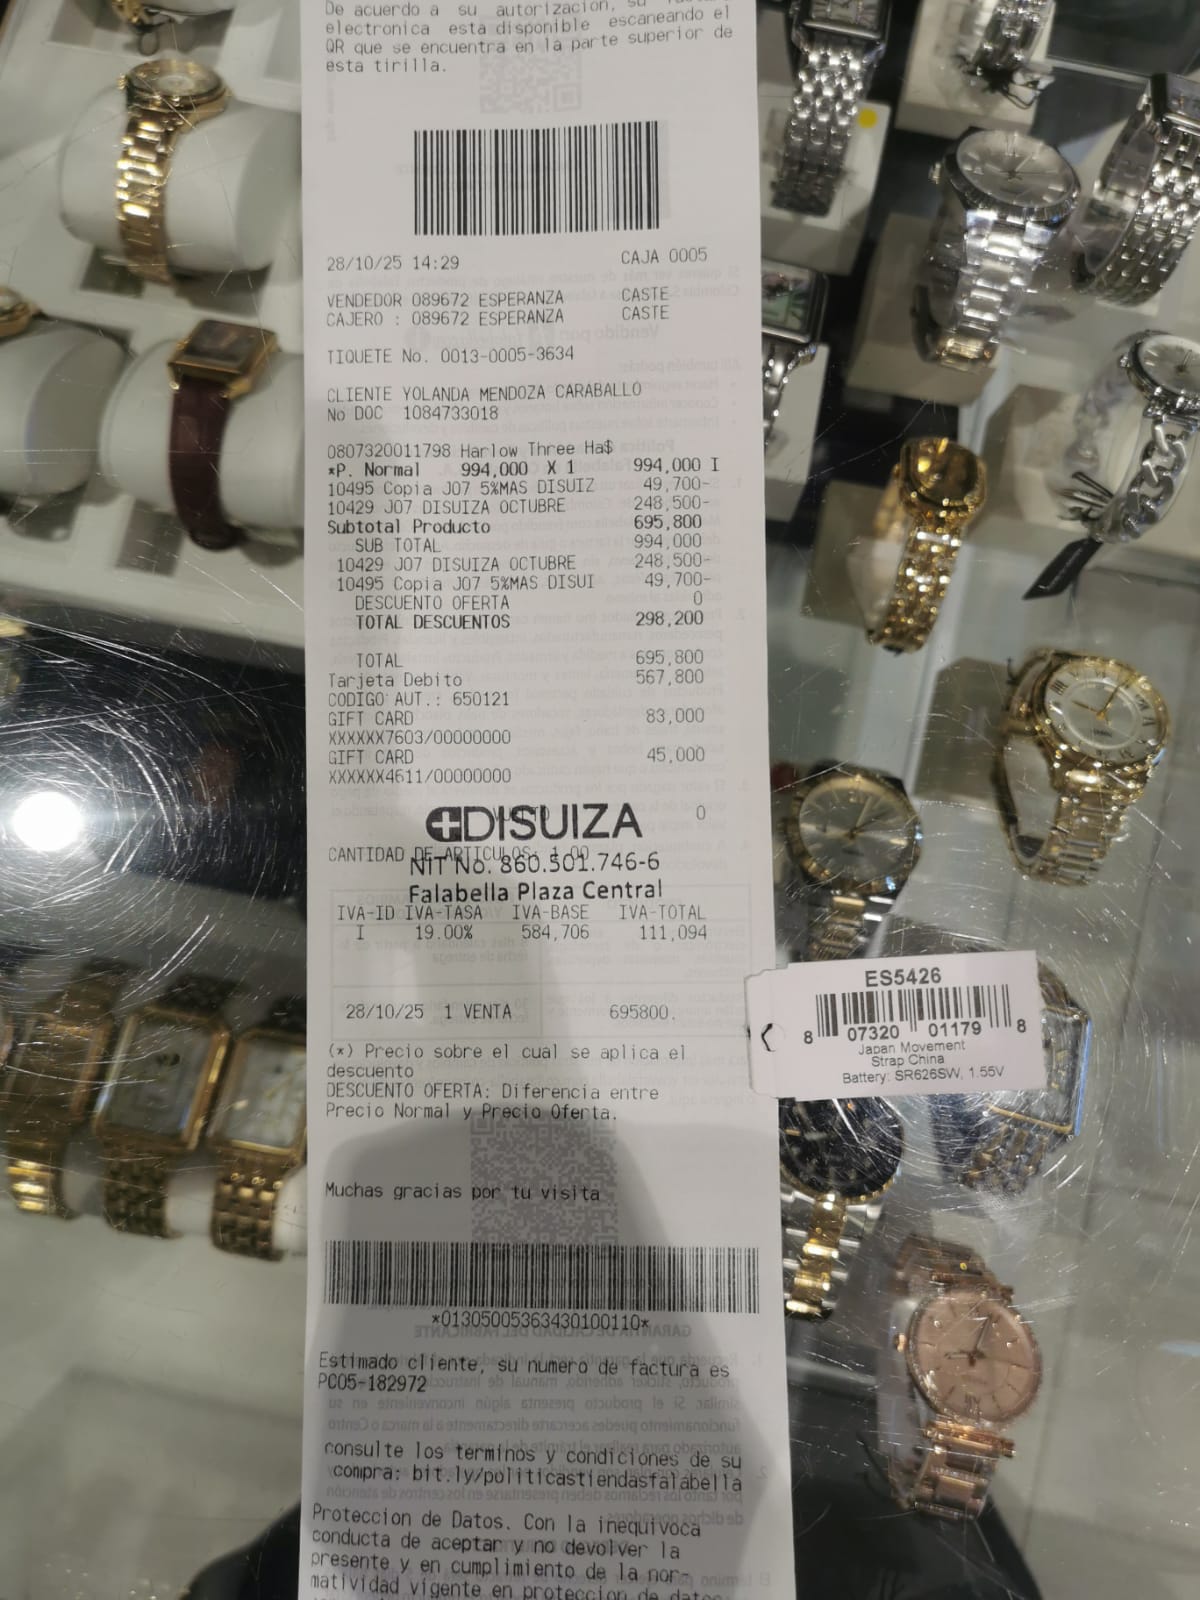 De acuerdo a su autorizacion, su factura
electronica esta disponible escaneando el
QR que se encuentra en la parte superior de
esta tirilla.
28/10/25 14:29 CAJA 0005
VENDEDOR 089672 ESPERANZA CASTE
CAJERO : 089672 ESPERANZA CASTE
TIQUETE No. 0013-0005-3634
CLIENTE YOLANDA MENDOZA CARABALLO
No DOC 1084733018
0807320011798 Harlow Three Ha$
*P. Normal 994,000 X 1 994,000 I
10495 Copia J07 5%MAS DISUIZ 49,700-
10429 J07 DISUIZA OCTUBRE 248,500-
Subtotal Producto 695,800
SUB TOTAL 994,000
10429 J07 DISUIZA OCTUBRE 248,500-
10495 Copia J07 5%MAS DISUI 49,700-
DESCUENTO OFERTA 0
TOTAL DESCUENTOS 298,200
TOTAL 695,800
Tarjeta Debito 567,800
CODIGO AUT.: 650121
GIFT CARD 83,000
XXXXXX7603/00000000
GIFT CARD 45,000
XXXXXX4611/00000000
VUELTO 0
DISUIZA
CANTIDAD DE ARTICULOS: 1.00
NIT No. 860.501.746-6
Falabella Plaza Central
IVA-ID IVA-TASA IVA-BASE IVA-TOTAL
I 19.00% 584,706 111,094
28/10/25 1 VENTA 695800.
(*) Precio sobre el cual se aplica el
descuento
DESCUENTO OFERTA: Diferencia entre
Precio Normal y Precio Oferta.
Muchas gracias por tu visita
*01305005363430100110*
Estimado cliente, su numero de factura es
PC05-182972
consulte los terminos y condiciones de su
compra: bit.ly/politicastiendasfalabella
Proteccion de Datos. Con la inequivoca
conducta de aceptar y no devolver la
presente y en cumplimiento de la nor-
matividad vigente en proteccion de datos
ES5426
8 07320 01179 8
Japan Movement
Strap China
Battery: SR626SW, 1.55V